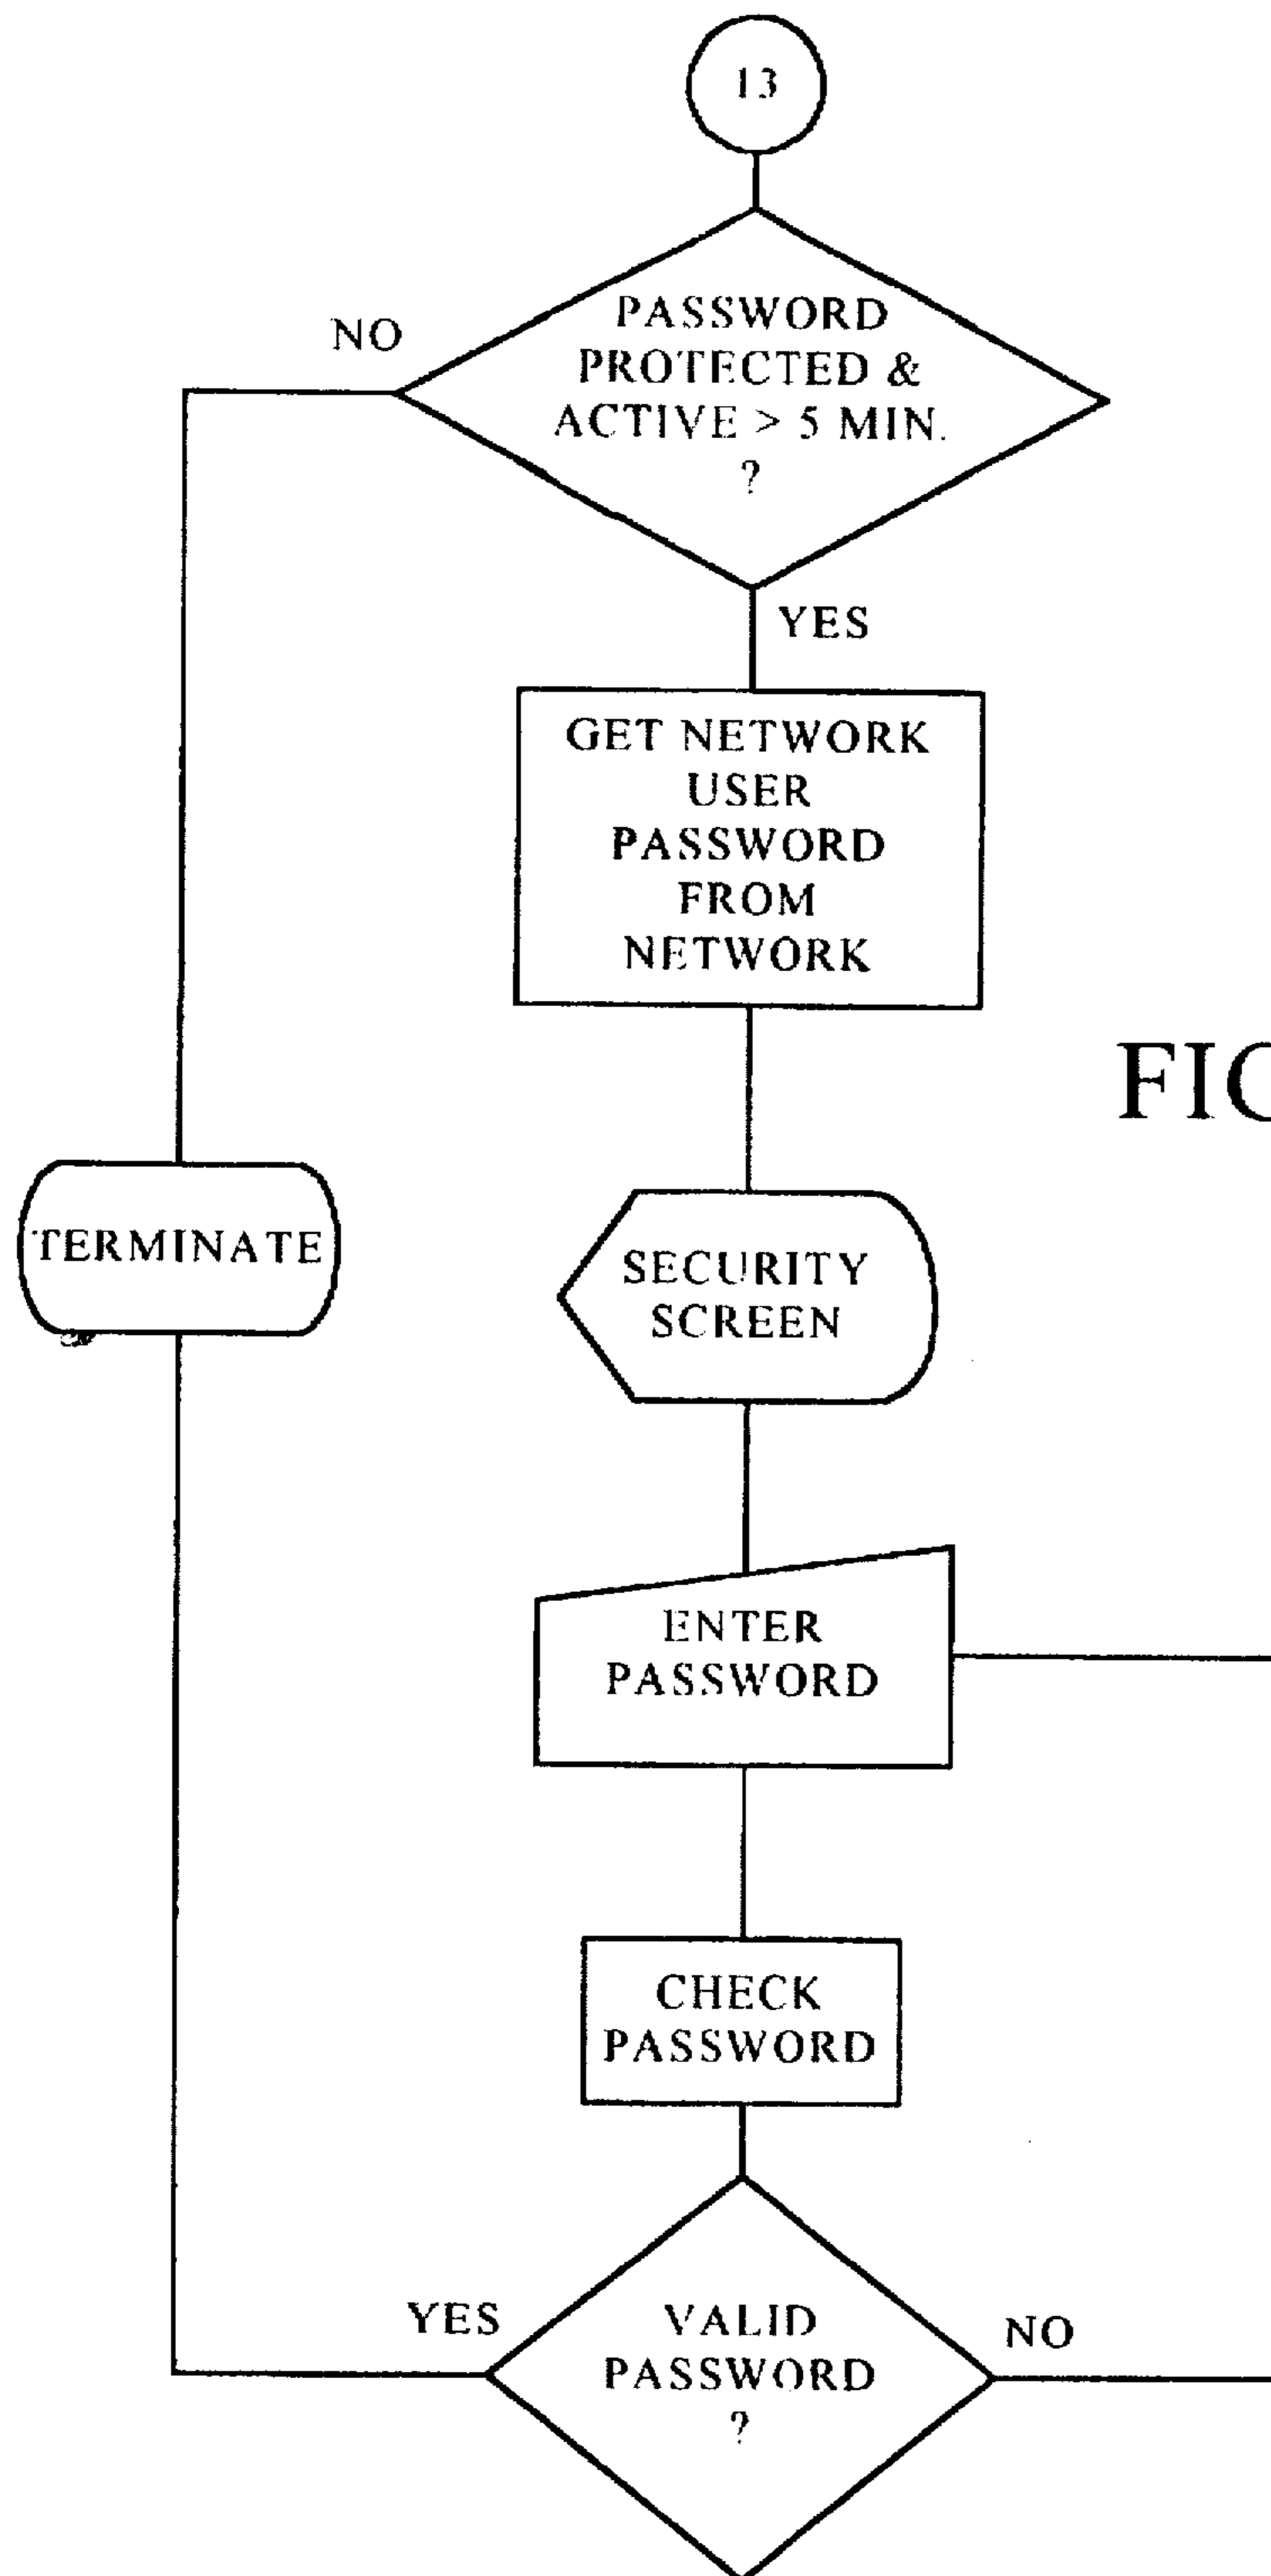 13
PASSWORD
PROTECTED &
ACTIVE > 5 MIN.
?
NO
YES
GET NETWORK
USER
PASSWORD
FROM
NETWORK
FIG
TERMINATE
SECURITY
SCREEN
ENTER
PASSWORD
CHECK
PASSWORD
YES
VALID
PASSWORD
?
NO